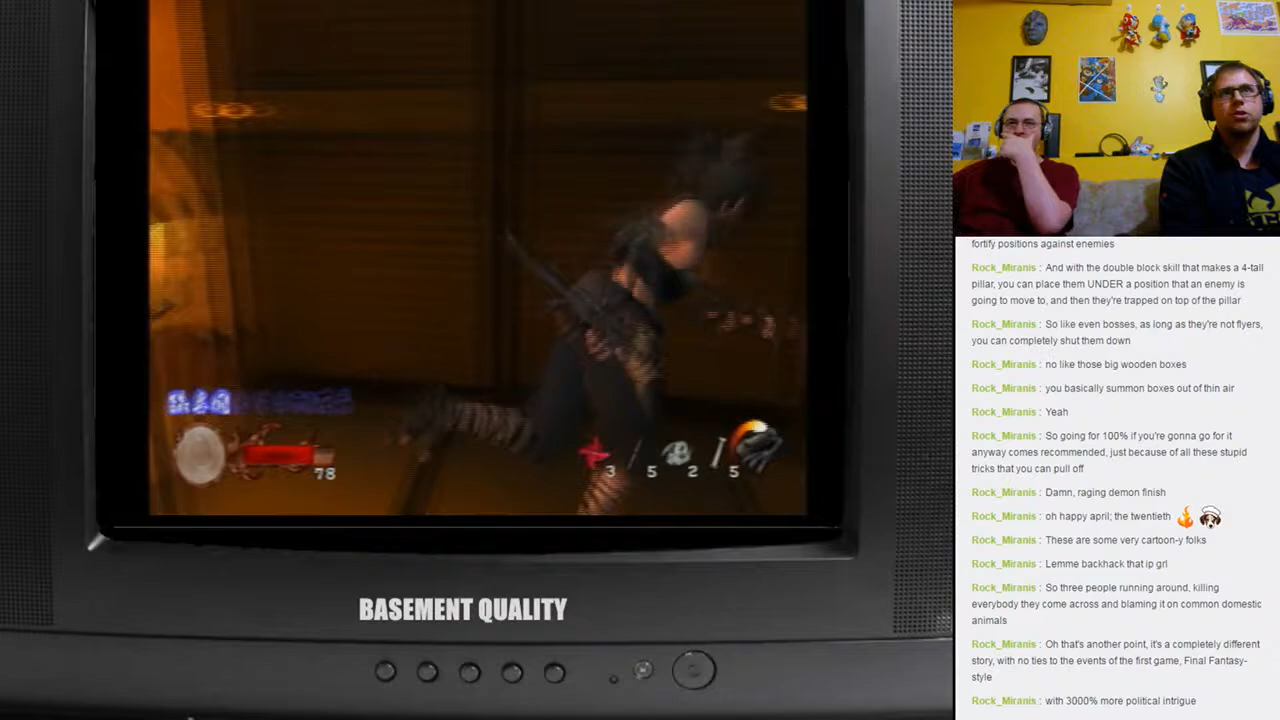 fortify positions against enemies
Rock_Miranis : And with the double block skill that makes a 4-tall
pillar, you can place them UNDER a position that an enemy is
going to move to, and then they're trapped on top of the pillar
Rock_Miranis : So like even bosses, as long as they're not flyers,
you can completely shut them down
Rock_Miranis : no like those big wooden boxes
Rock_Miranis : you basically summon boxes out of thin air
Rock_Miranis : Yeah
Rock_Miranis : So going for 100% if you're gonna go for it
anyway comes recommended, just because of all these stupid
tricks that you can pull off
Rock_Miranis : Damn, raging demon finish
Rock_Miranis : oh happy april; the twentieth
Rock_Miranis : These are some very cartoon-y folks
Rock_Miranis : Lemme backhack that ip grl
Rock_Miranis : So three people running around, killing
everybody they come across and blaming it on common domestic
animals
Rock_Miranis : Oh that's another point, it's a completely different
story, with no ties to the events of the first game, Final Fantasy-
style
Rock_Miranis : with 3000% more political intrigue
78
3 5 2 5
BASEMENT QUALITY